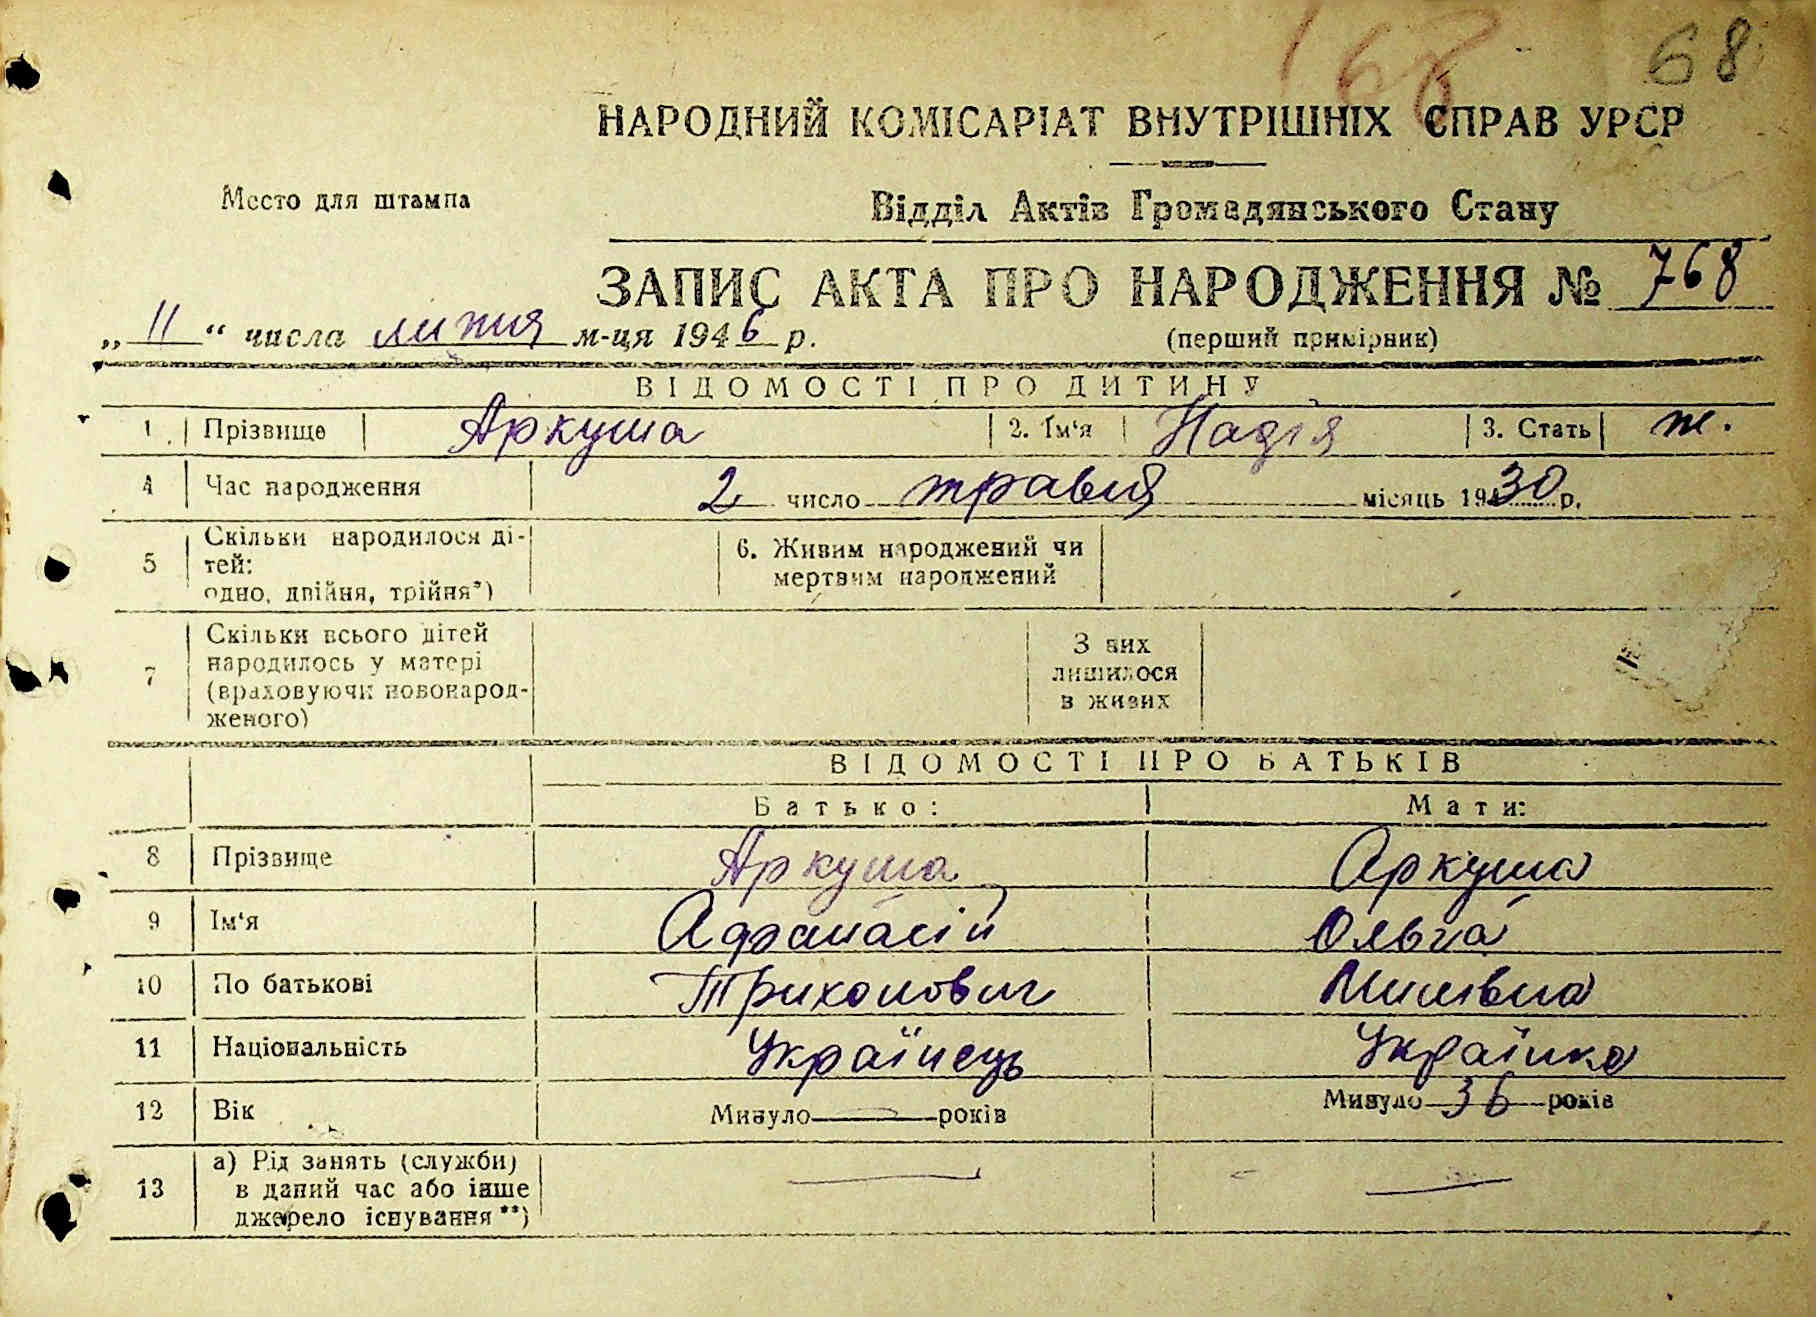 168 68
НАРОДНИЙ КОМІСАРІАТ ВНУТРІШНІХ СПРАВ УРСР
Место для штампа
Відділ Актів Громадянського Стану
ЗАПИС АКТА ПРО НАРОДЖЕННЯ № 768
„ 11 “ числа липня м-ця 1946 р.
(перший примірник)
ВІДОМОСТІ ПРО ДИТИНУ
1 Прізвище Аркуша 2. Ім'я Надія 3. Стать ж.
4 Час народження 2 число травня місяць 1930 р.
5 Скільки народилося ді-
тей:
одно, двійня, трійня*)
6. Живим народжений чи
мертвим народжений
7 Скільки всього дітей
народилось у матері
(враховуючи новонарод-
женого)
З них
лишилося
в живих
ВІДОМОСТІ ПРО БАТЬКІВ
Батько: Мати:
8 Прізвище Аркуша Аркуша
9 Ім'я Афанасій Ольга
10 По батькові Трихонович
11 Національність Українець Українка
12 Вік Минуло — років Минуло 36 років
13 а) Рід занять (служби)
в даний час або інше
джерело існування**) — —